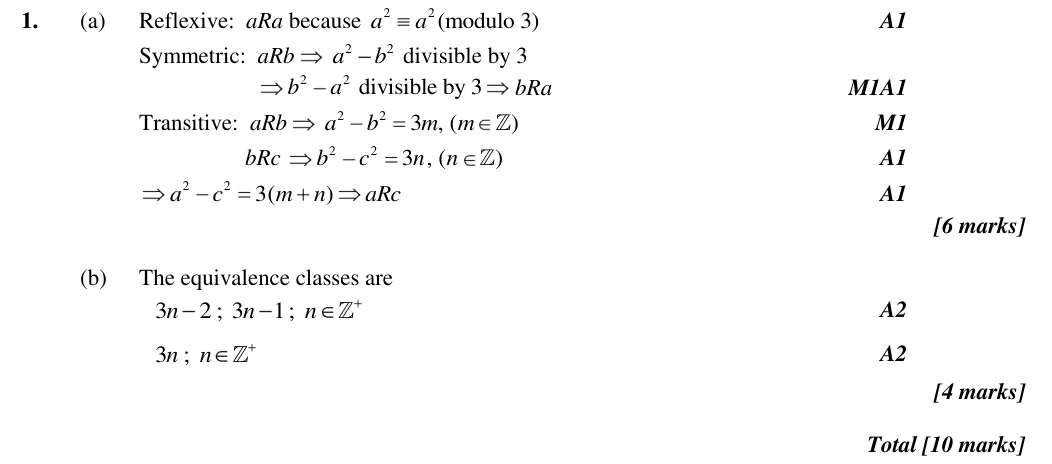 1. (a) Reflexive: aRa because a² ≡ a² (modulo 3) A1
Symmetric: aRb ⇒ a² − b² divisible by 3
⇒ b² − a² divisible by 3 ⇒ bRa M1A1
Transitive: aRb ⇒ a² − b² = 3m, (m ∈ ℤ) M1
bRc ⇒ b² − c² = 3n, (n ∈ ℤ) A1
⇒ a² − c² = 3(m + n) ⇒ aRc A1
[6 marks]
(b) The equivalence classes are
3n − 2 ; 3n − 1 ; n ∈ ℤ⁺ A2
3n ; n ∈ ℤ⁺ A2
[4 marks]
Total [10 marks]